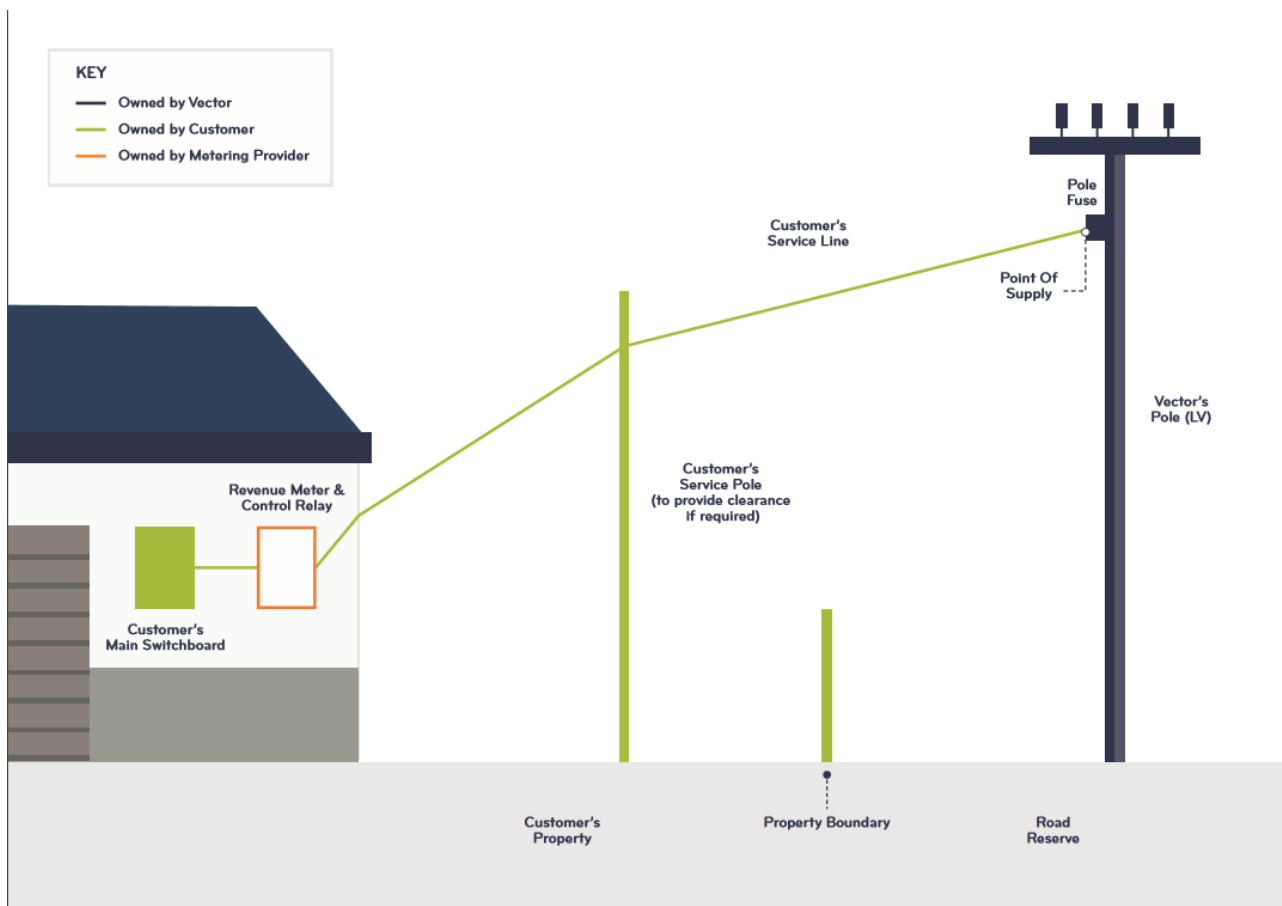 KEY
Owned by Vector
Owned by Customer
Owned by Metering Provider
Pole
Fuse
Customer's
Service Line
Point Of
Supply
Vector's
Pole (LV)
Customer's
Service Pole
(to provide clearance
if required)
Revenue Meter &
Control Relay
Customer's
Main Switchboard
Customer's
Property
Property Boundary
Road
Reserve